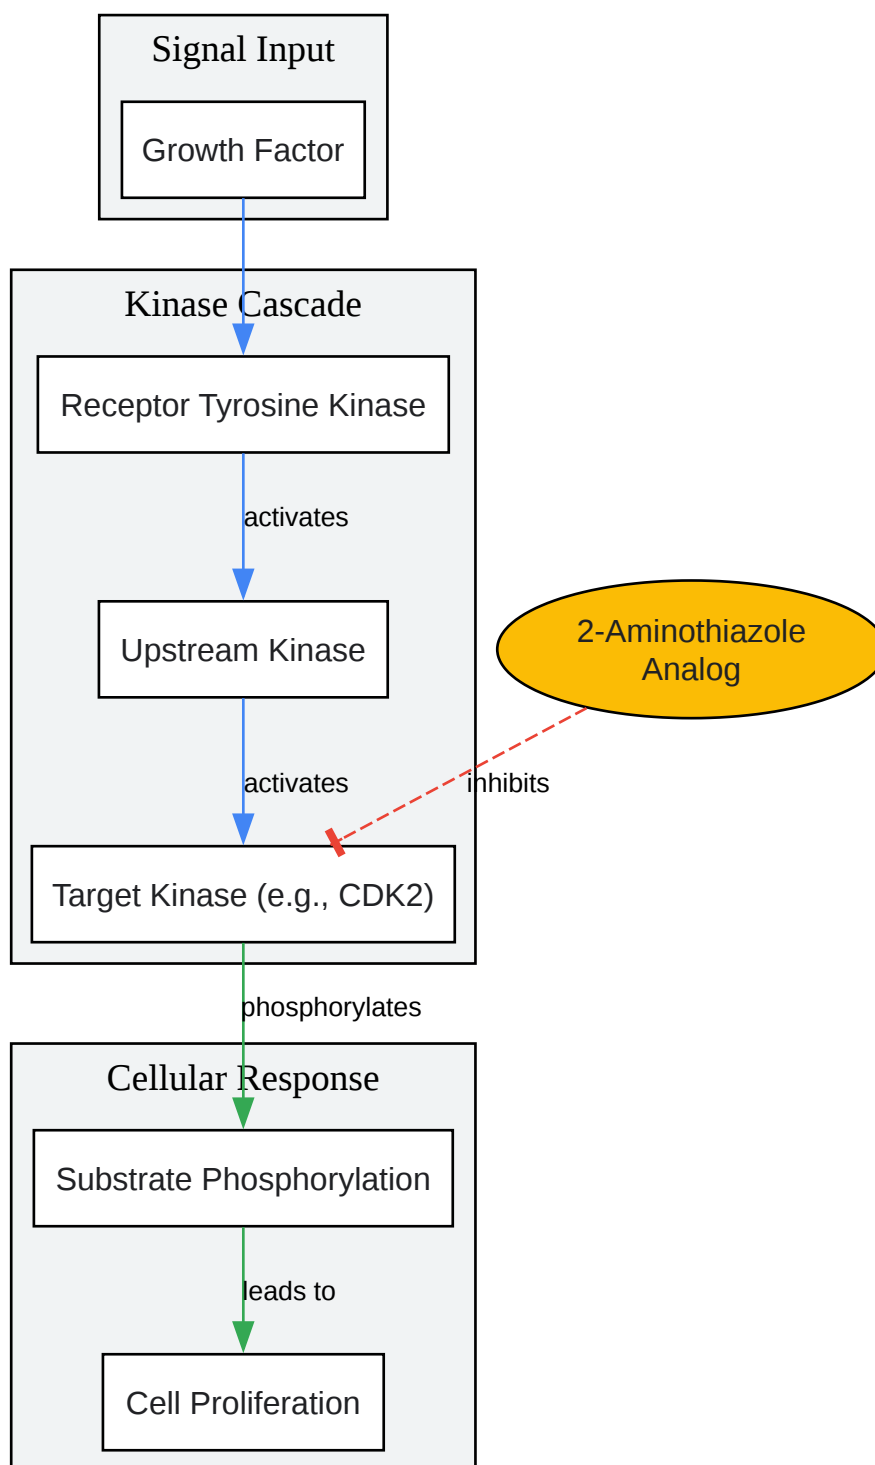 Signal Input
Growth Factor
Kinase Cascade
Receptor Tyrosine Kinase
activates
Upstream Kinase
2-Aminothiazole
Analog
activates
inhibits
Target Kinase (e.g., CDK2)
phosphorylates
Cellular Response
Substrate Phosphorylation
leads to
Cell Proliferation